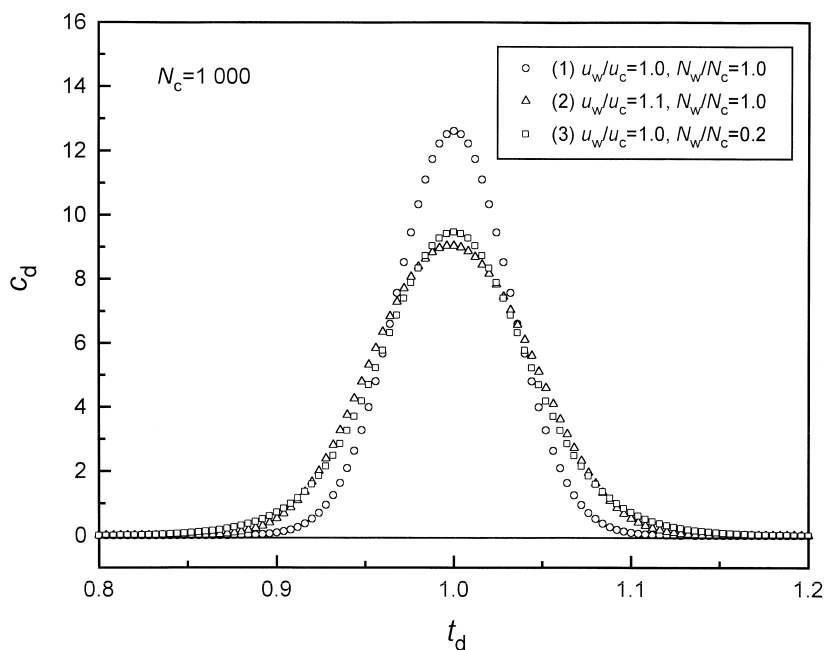 16
14
12
10
8
6
4
2
0
c_d
N_c=1 000
(1) u_w/u_c=1.0, N_w/N_c=1.0
(2) u_w/u_c=1.1, N_w/N_c=1.0
(3) u_w/u_c=1.0, N_w/N_c=0.2
0.8 0.9 1.0 1.1 1.2
t_d